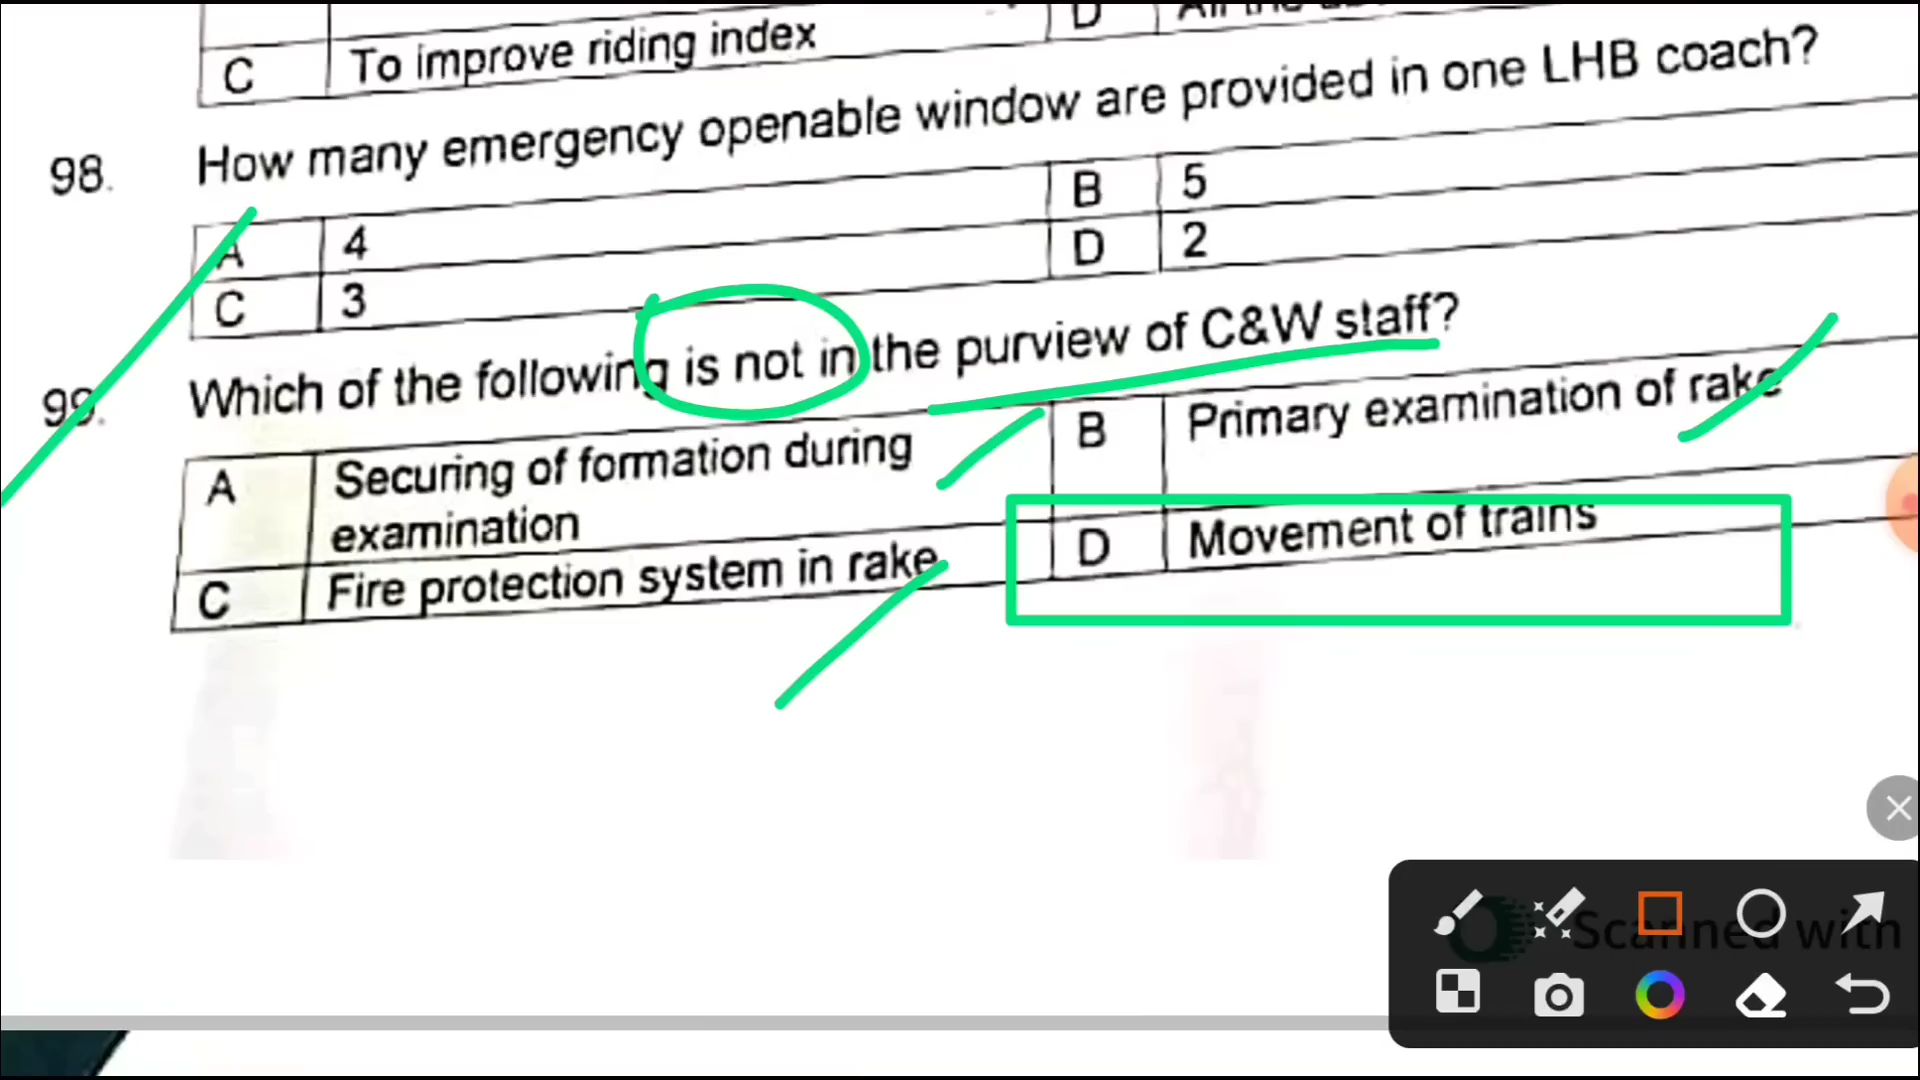 C To improve riding index D
98. How many emergency openable window are provided in one LHB coach?
A 4 B 5
C 3 D 2
99. Which of the following is not in the purview of C&W staff?
A Securing of formation during examination B Primary examination of rake
C Fire protection system in rake D Movement of trains
Scanned with